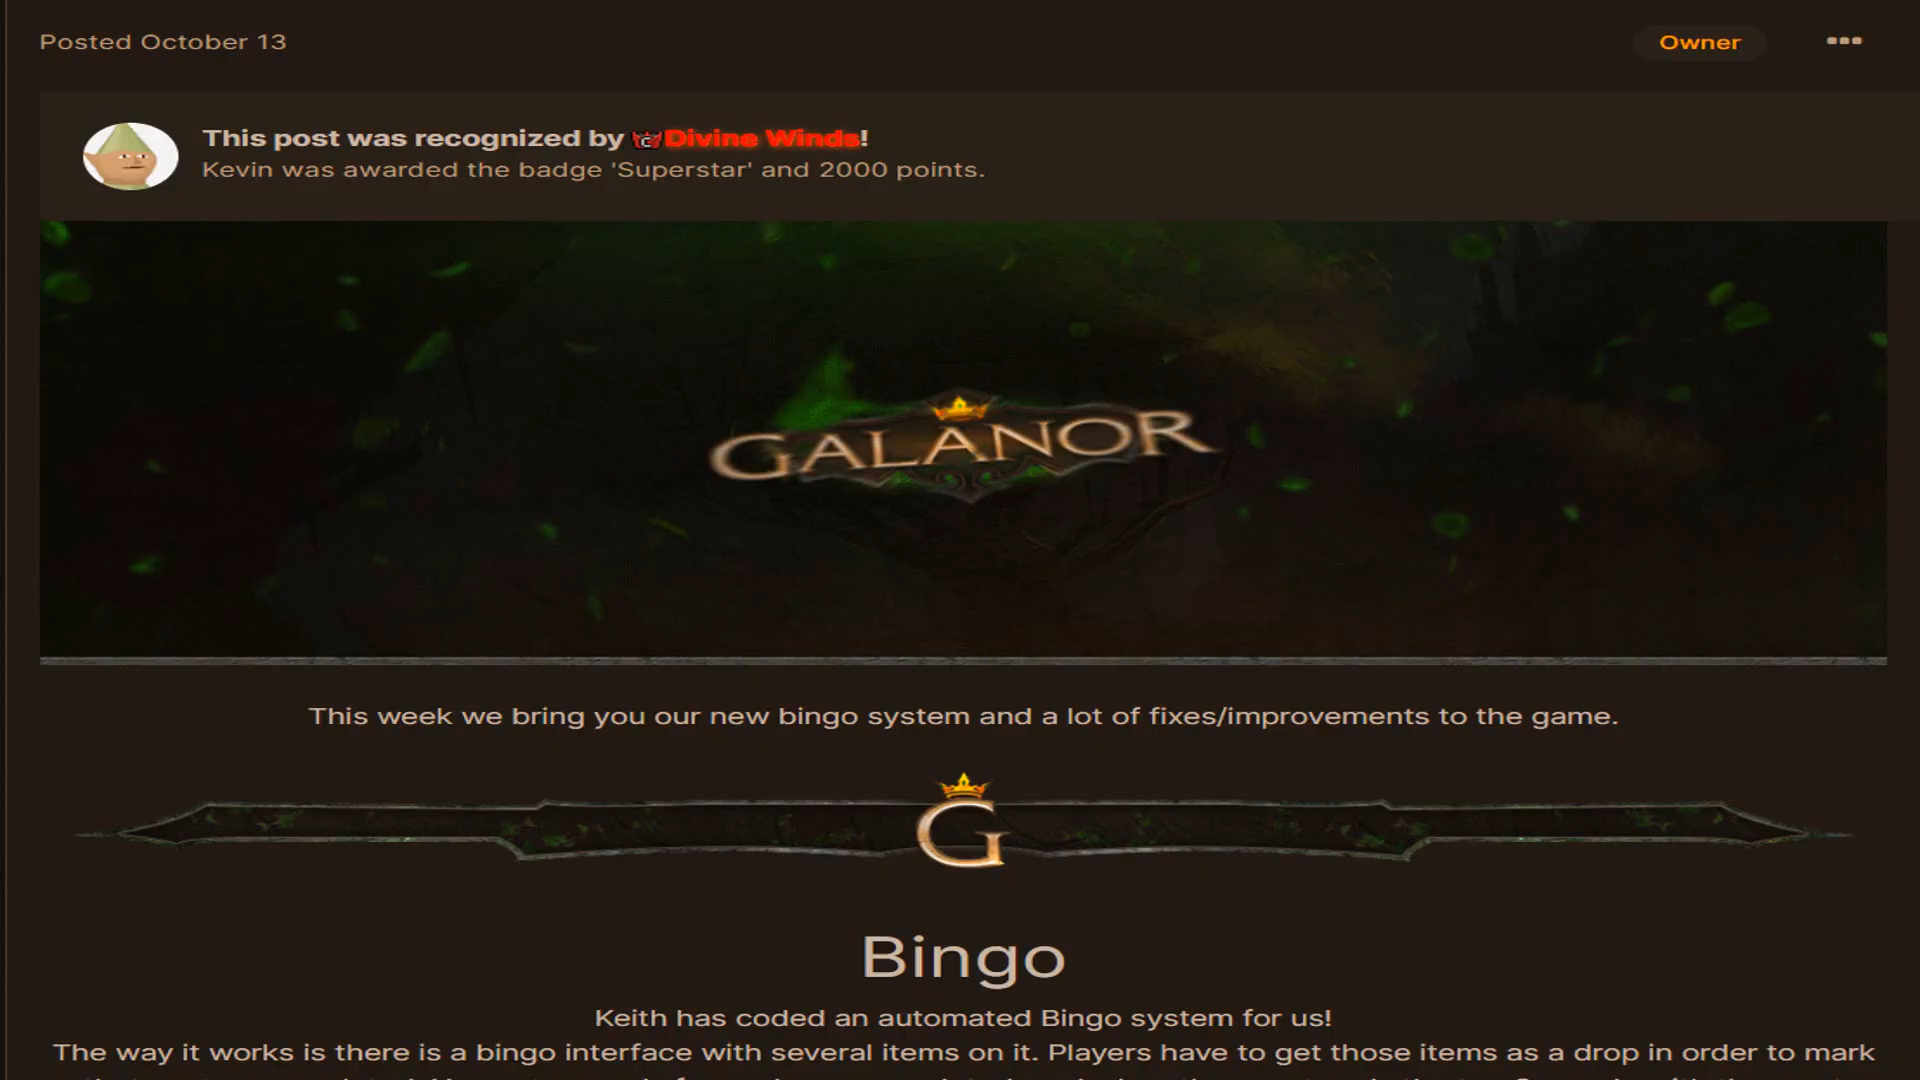 Posted October 13
Owner
This post was recognized by Divine Winds!
Kevin was awarded the badge 'Superstar' and 2000 points.
GALANOR
This week we bring you our new bingo system and a lot of fixes/improvements to the game.
G
Bingo
Keith has coded an automated Bingo system for us!
The way it works is there is a bingo interface with several items on it. Players have to get those items as a drop in order to mark